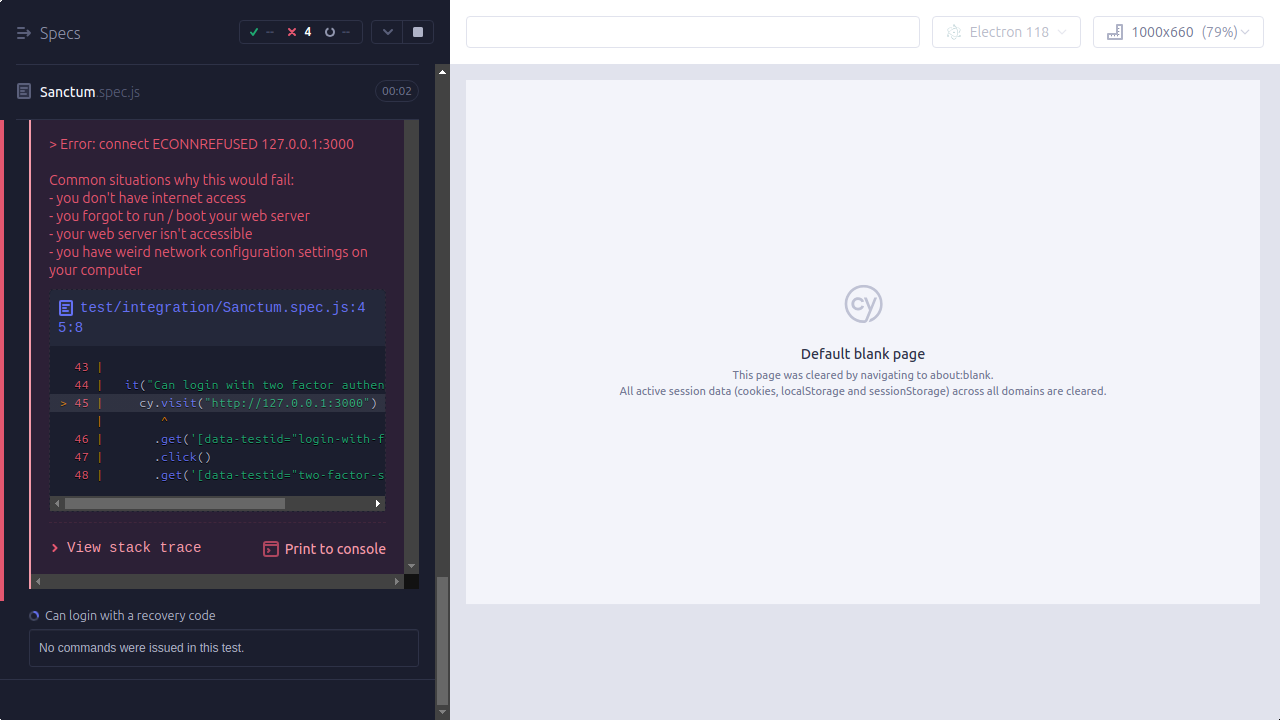 Specs
--
4
--
Electron 118
1000x660 (79%)
Sanctum.spec.js
00:02
> Error: connect ECONNREFUSED 127.0.0.1:3000
Common situations why this would fail:
- you don't have internet access
- you forgot to run / boot your web server
- your web server isn't accessible
- you have weird network configuration settings on
your computer
test/integration/Sanctum.spec.js:4
5:8
43 |
44 | it("Can login with two factor authen
> 45 | cy.visit("http://127.0.0.1:3000")
| ^
46 | .get('[data-testid="login-with-f
47 | .click()
48 | .get('[data-testid="two-factor-s
View stack trace
Print to console
Can login with a recovery code
No commands were issued in this test.
cy
Default blank page
This page was cleared by navigating to about:blank.
All active session data (cookies, localStorage and sessionStorage) across all domains are cleared.